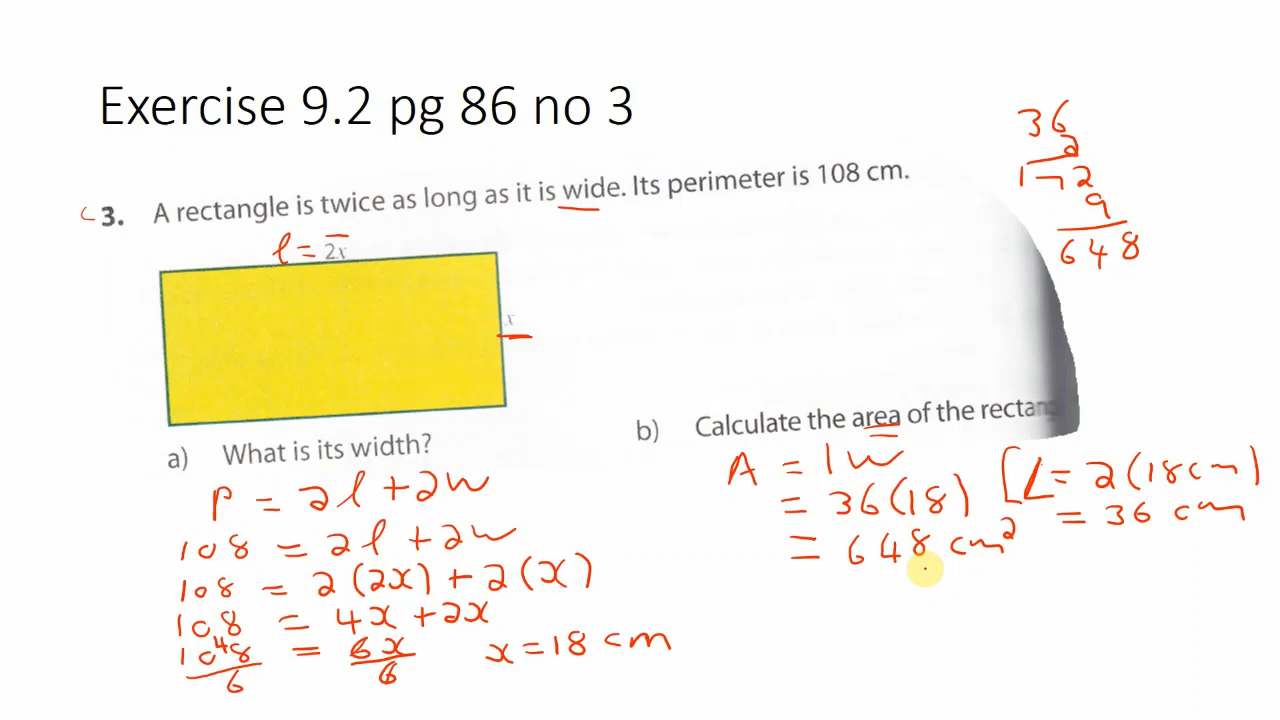 Exercise 9.2 pg 86 no 3
36
2
172
9
648
3. A rectangle is twice as long as it is wide. Its perimeter is 108 cm.
l = 2x
x
a) What is its width?
P = 2l + 2w
108 = 2l + 2w
108 = 2(2x) + 2(x)
108 = 4x + 2x
10⁴8/6 = 6x/6 x = 18 cm
b) Calculate the area of the
A = lw
= 36(18) [L = 2(18cm)
= 36 cm
= 648 cm²